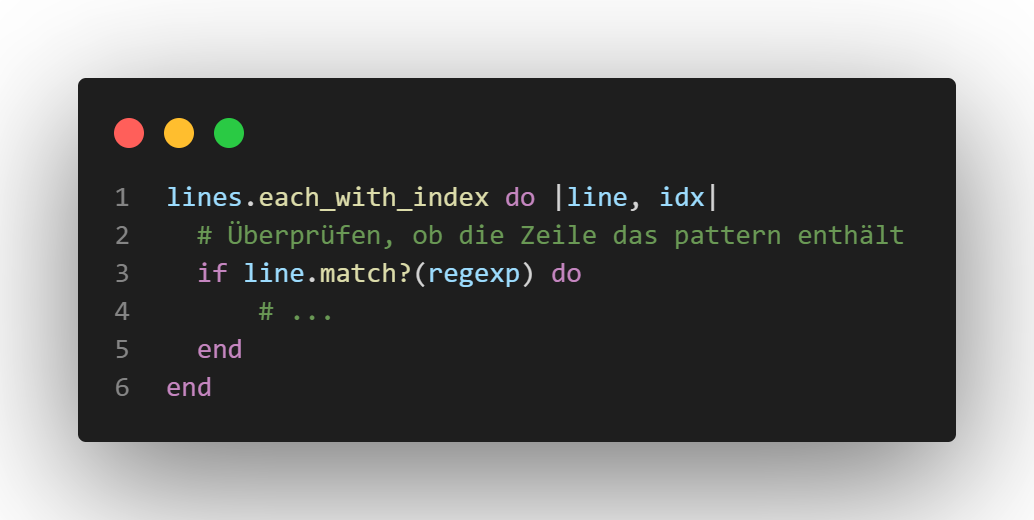 1 lines.each_with_index do |line, idx|
2   # Überprüfen, ob die Zeile das pattern enthält
3   if line.match?(regexp) do
4       # ...
5   end
6 end